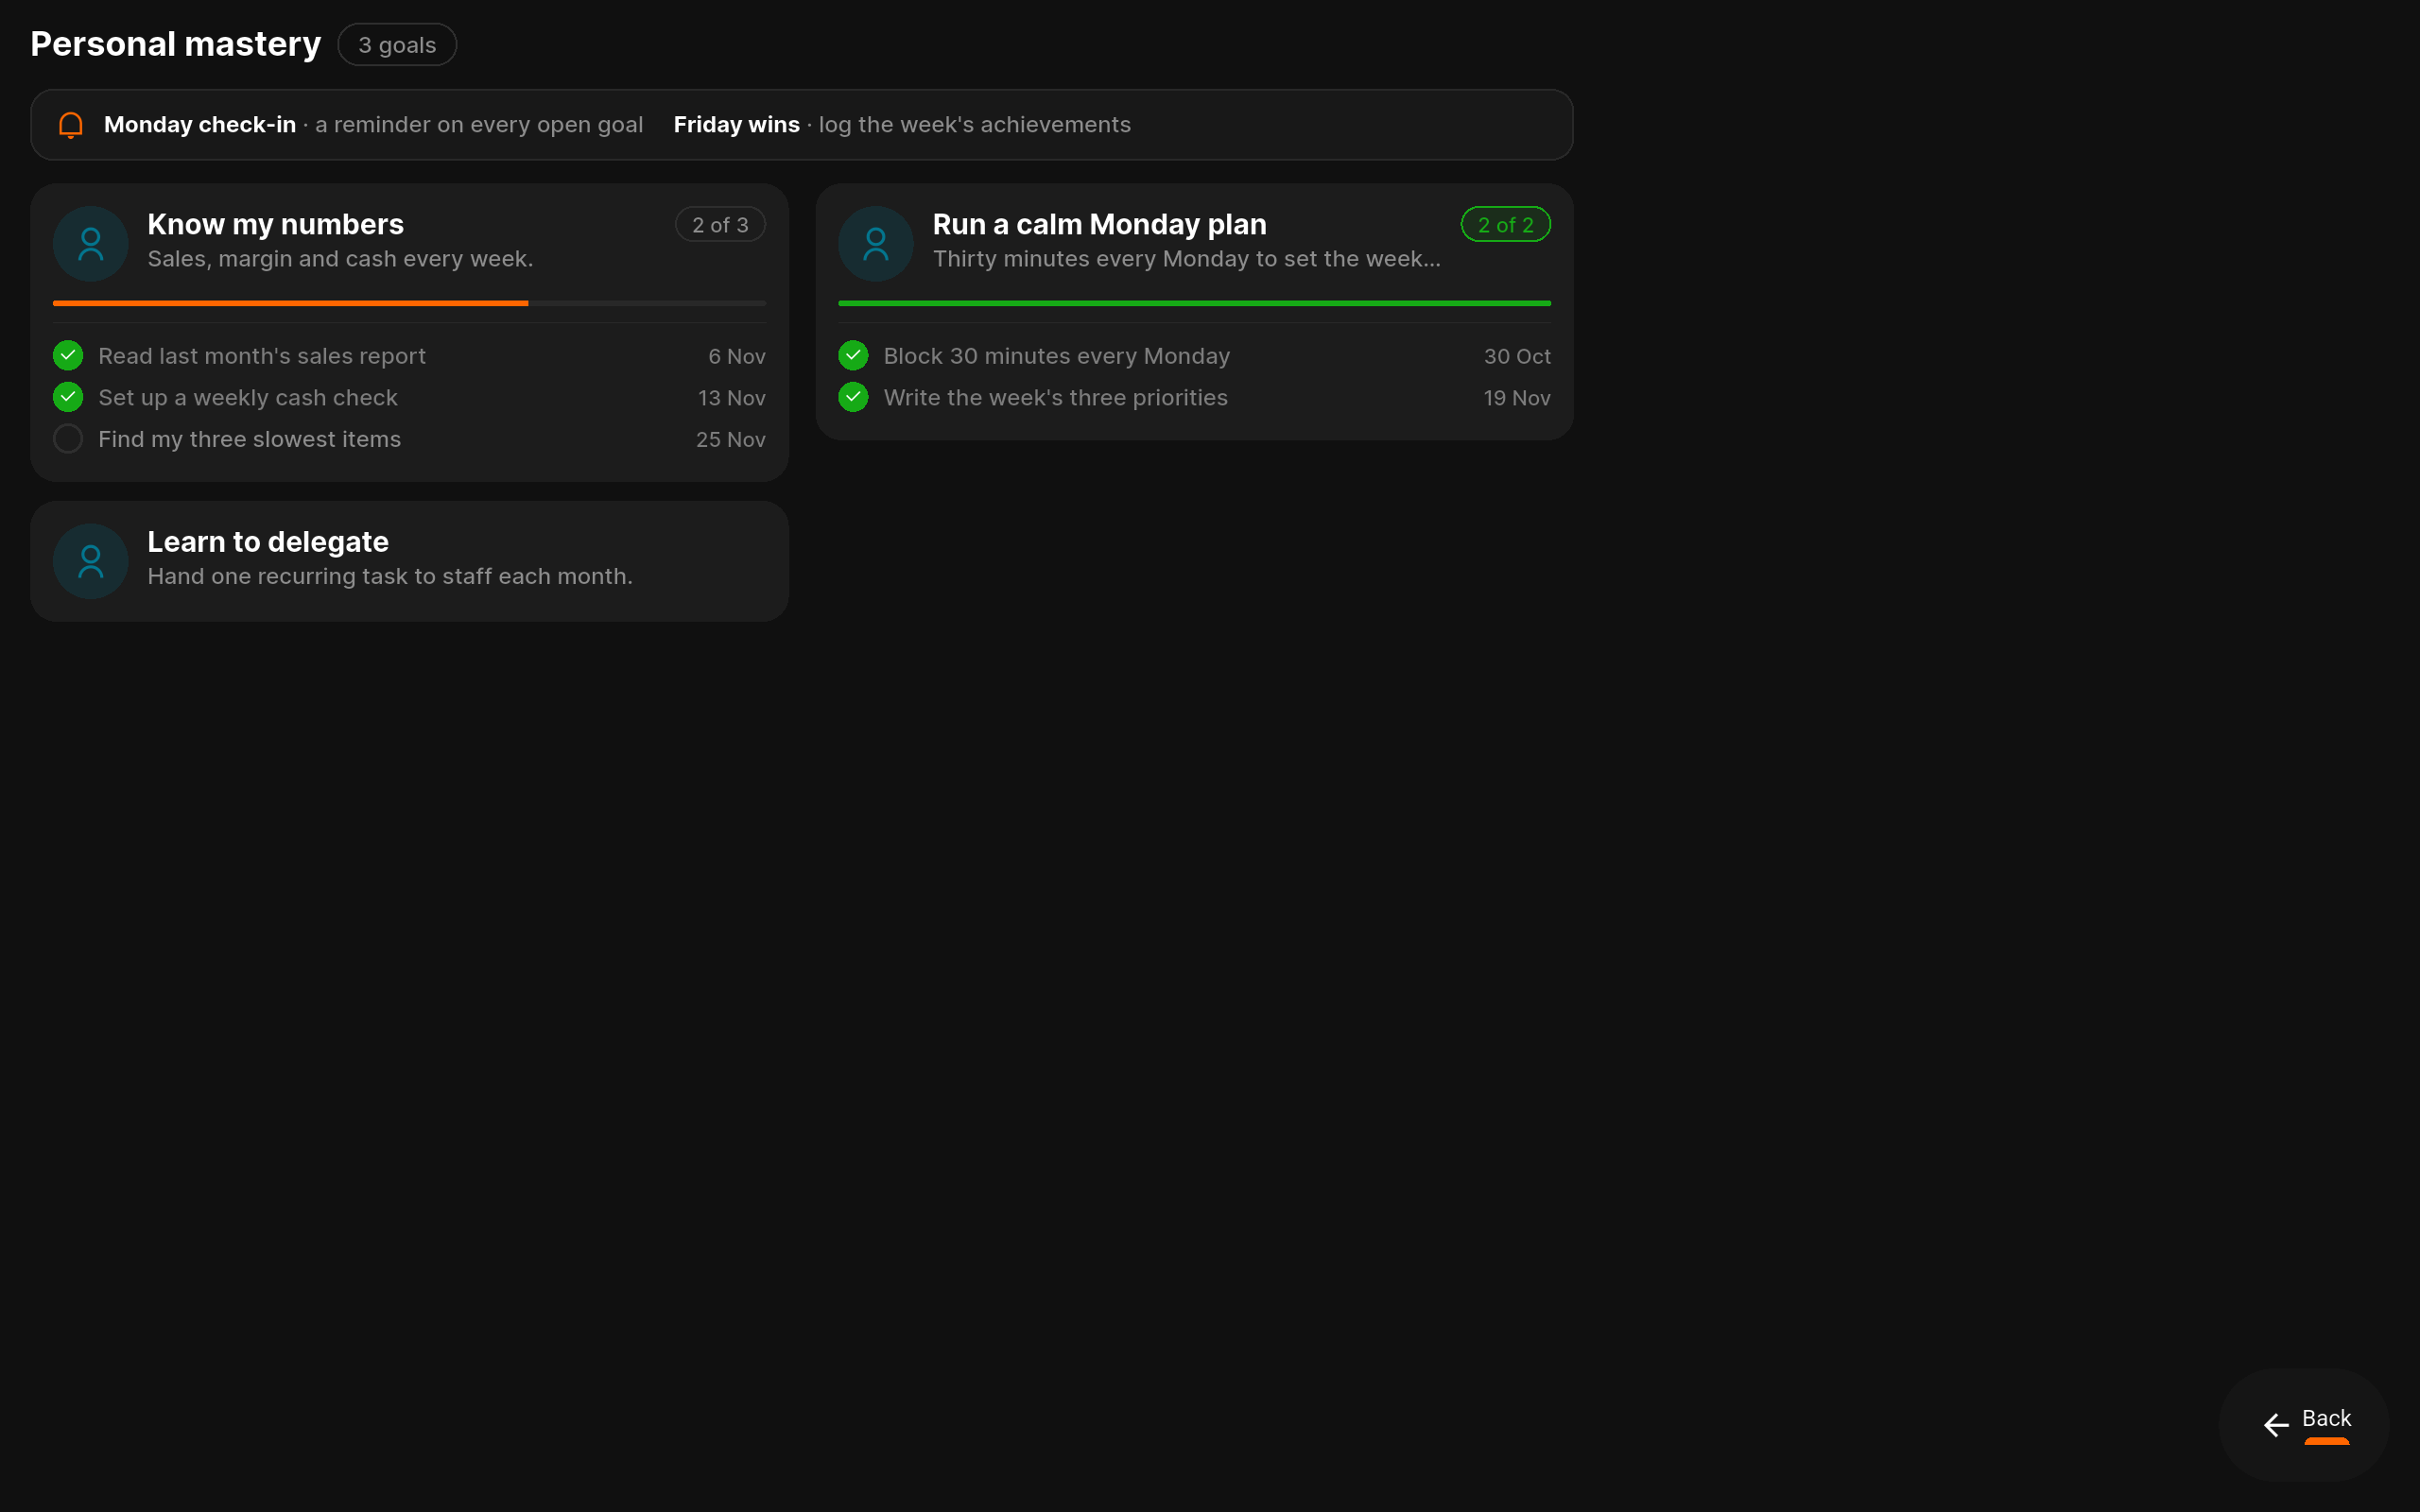 Personal mastery 3 goals
Monday check-in · a reminder on every open goal Friday wins · log the week's achievements
Know my numbers 2 of 3
Sales, margin and cash every week.
Read last month's sales report 6 Nov
Set up a weekly cash check 13 Nov
Find my three slowest items 25 Nov
Run a calm Monday plan 2 of 2
Thirty minutes every Monday to set the week...
Block 30 minutes every Monday 30 Oct
Write the week's three priorities 19 Nov
Learn to delegate
Hand one recurring task to staff each month.
Back